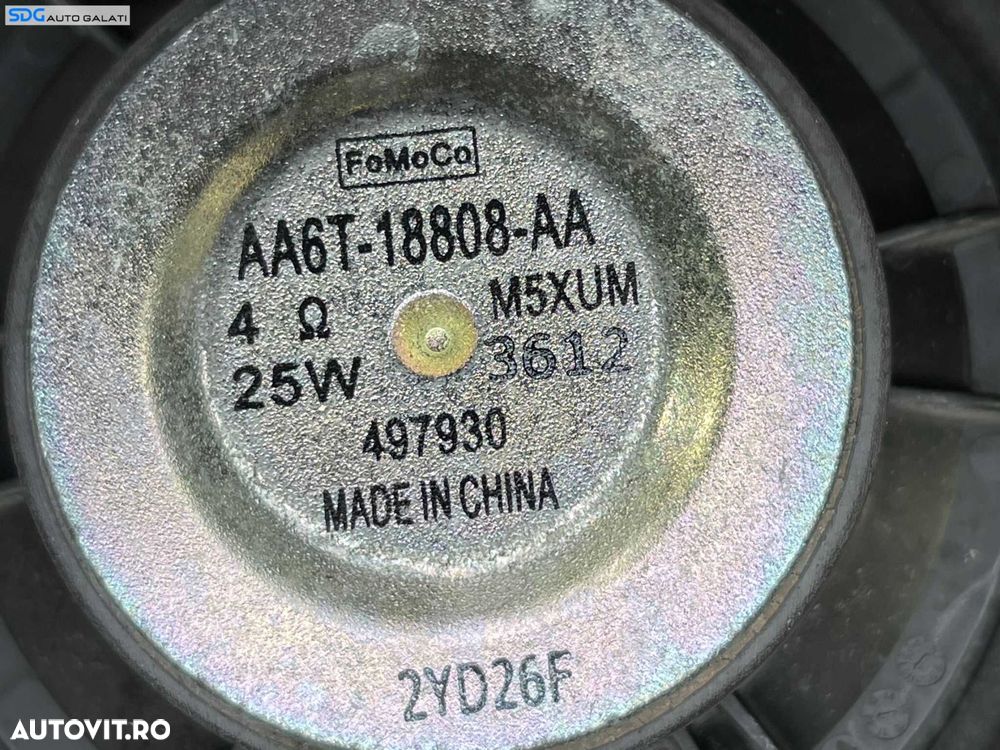 SDG AUTO GALATI
FoMoCo
AA6T-18808-AA
4 Ω M5XUM
25W 3612
497930
MADE IN CHINA
2YD26F
AUTOVIT.RO